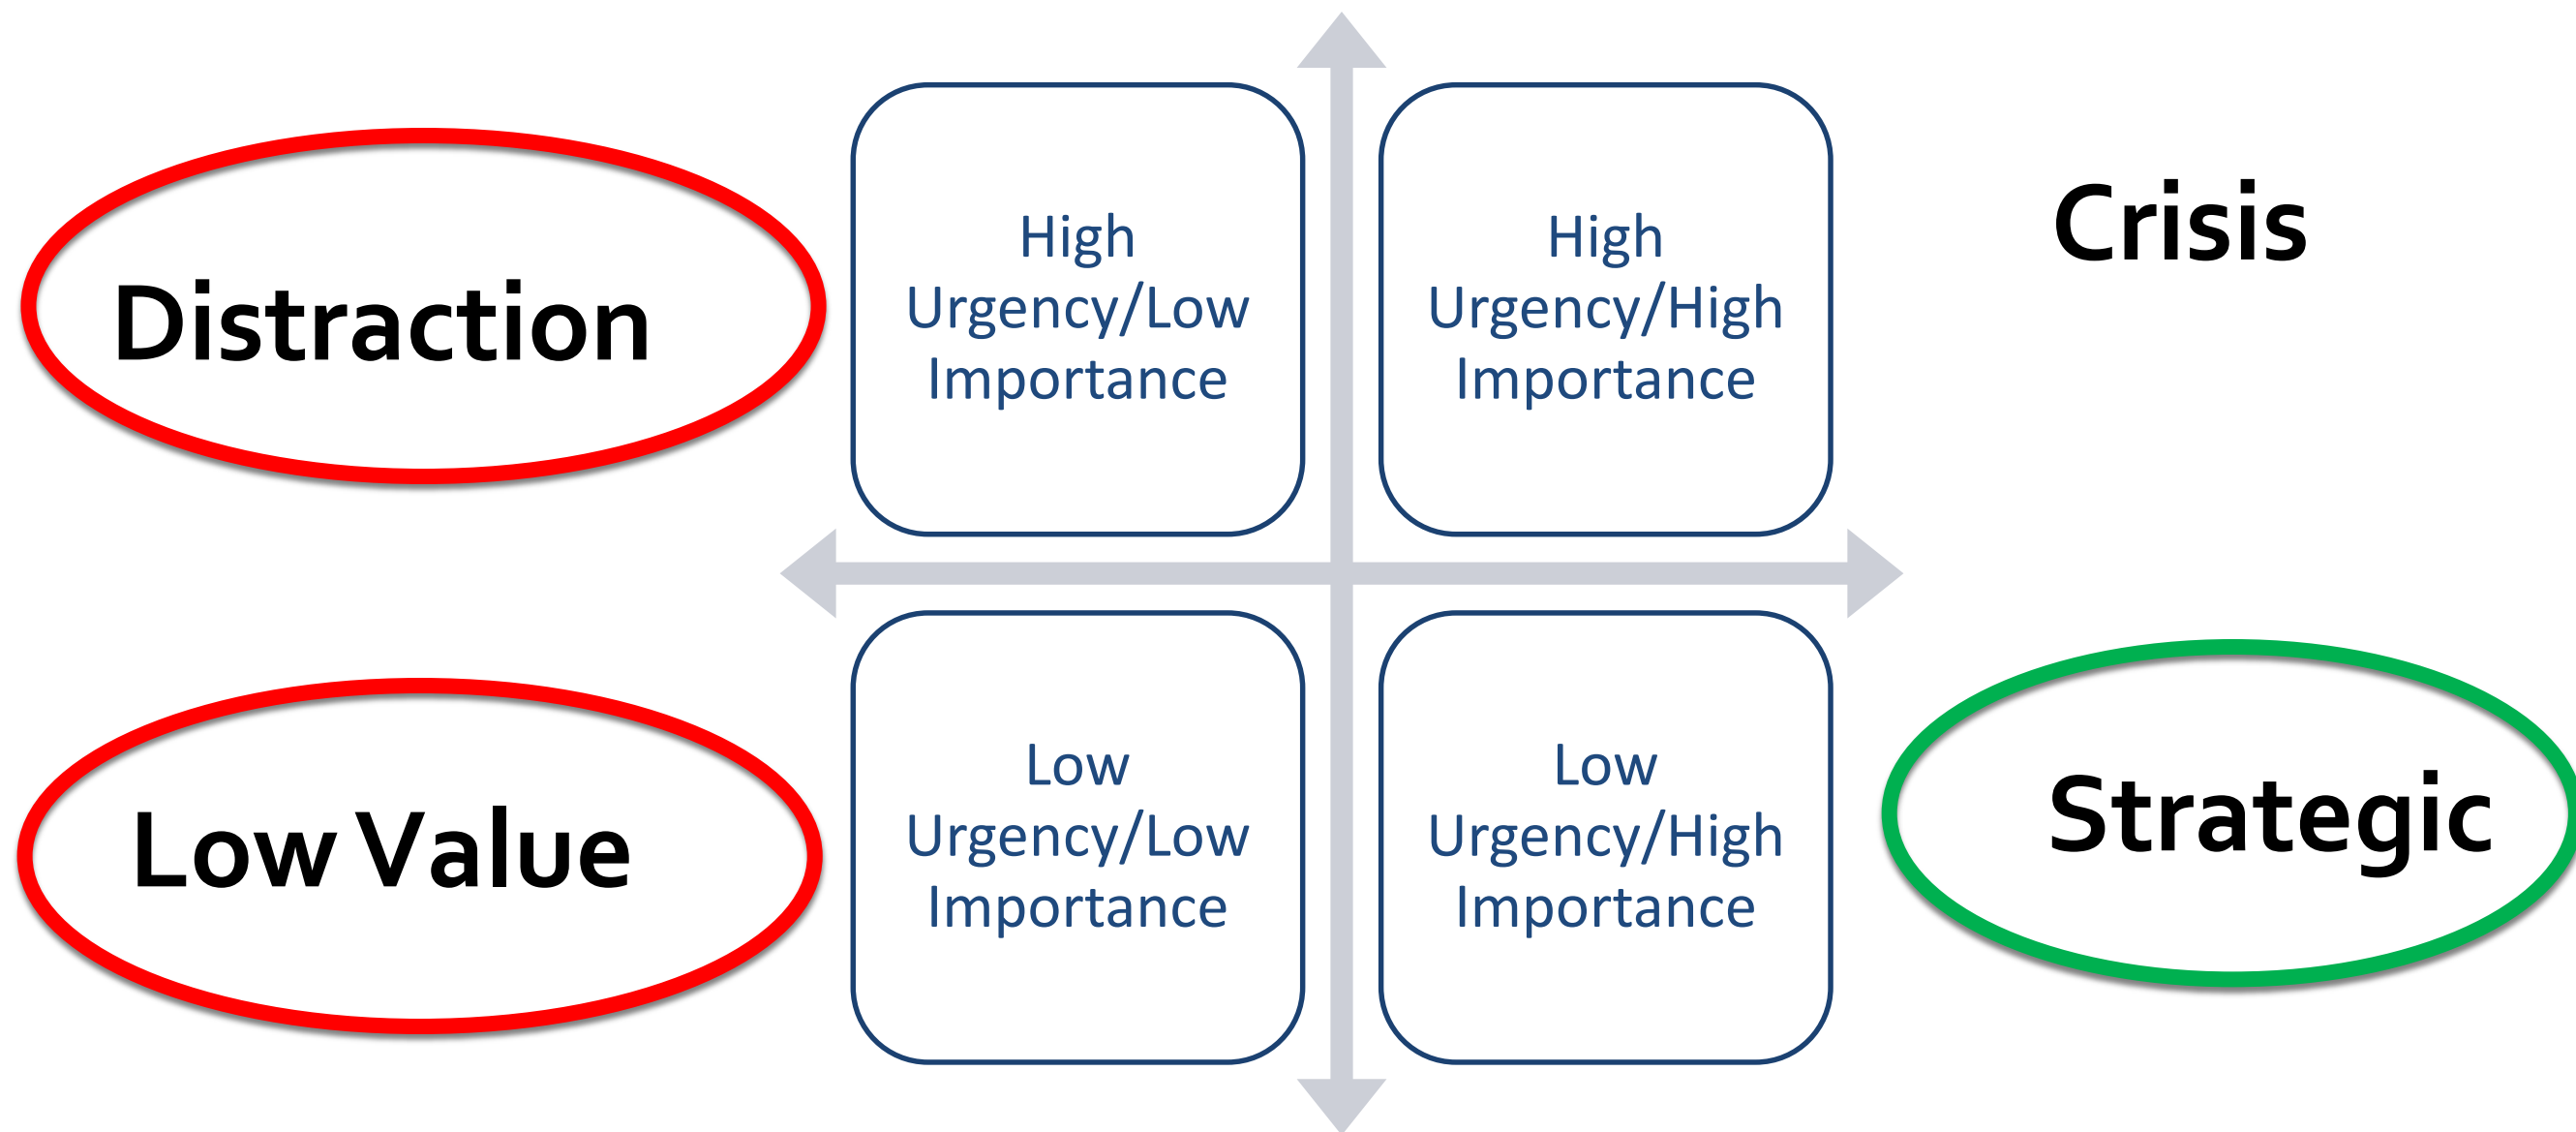 Distraction
High
Urgency/Low
Importance
High
Urgency/High
Importance
Crisis
Low Value
Low
Urgency/Low
Importance
Low
Urgency/High
Importance
Strategic